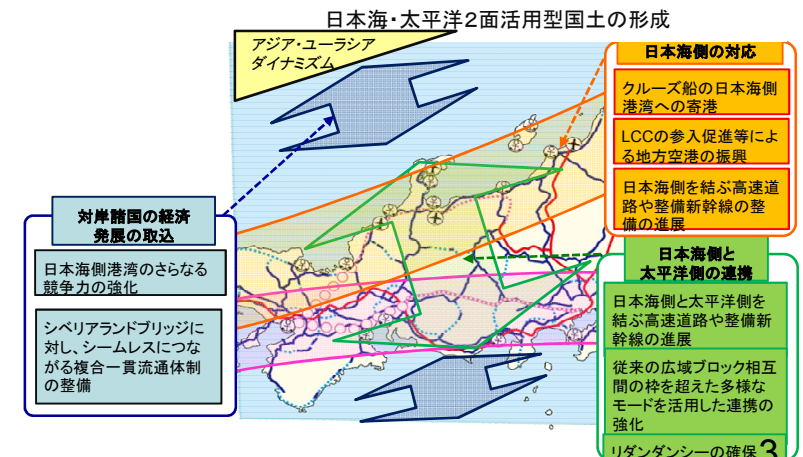 日本海・太平洋２面活用型国土の形成
アジア・ユーラシア
ダイナミズム
日本海側の対応
クルーズ船の日本海側
港湾への寄港
LCCの参入促進等によ
る地方空港の振興
日本海側を結ぶ高速道
路や整備新幹線の整
備の進展
対岸諸国の経済
発展の取込
日本海側港湾のさらなる
競争力の強化
シベリアランドブリッジに
対し、シームレスにつな
がる複合一貫流通体制
の整備
日本海側と
太平洋側の連携
日本海側と太平洋側を
結ぶ高速道路や整備新
幹線の進展
従来の広域ブロック相互
間の枠を超えた多様な
モードを活用した連携の
強化
リダンダンシーの確保
3